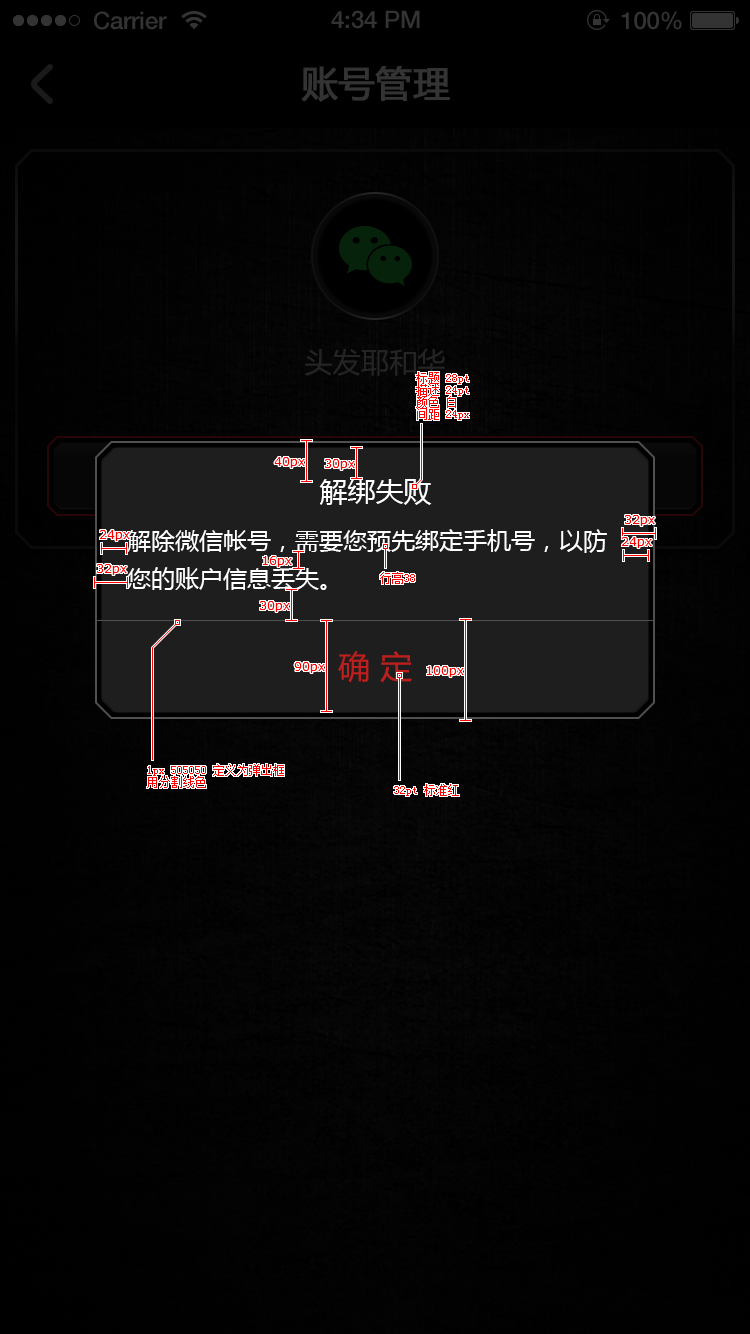 Carrier 4:34 PM 100%
账号管理
头发耶和华
标题 28pt
描述 24pt
颜色 白
间距 24px
40px 30px
解绑失败
32px
24px 解除微信帐号，需要您预先绑定手机号，以防 24px
16px
32px 您的账户信息丢失。 行高38
30px
90px 确 定 100px
1px 505050 定义为弹出框
用分割线色
32pt 标准红